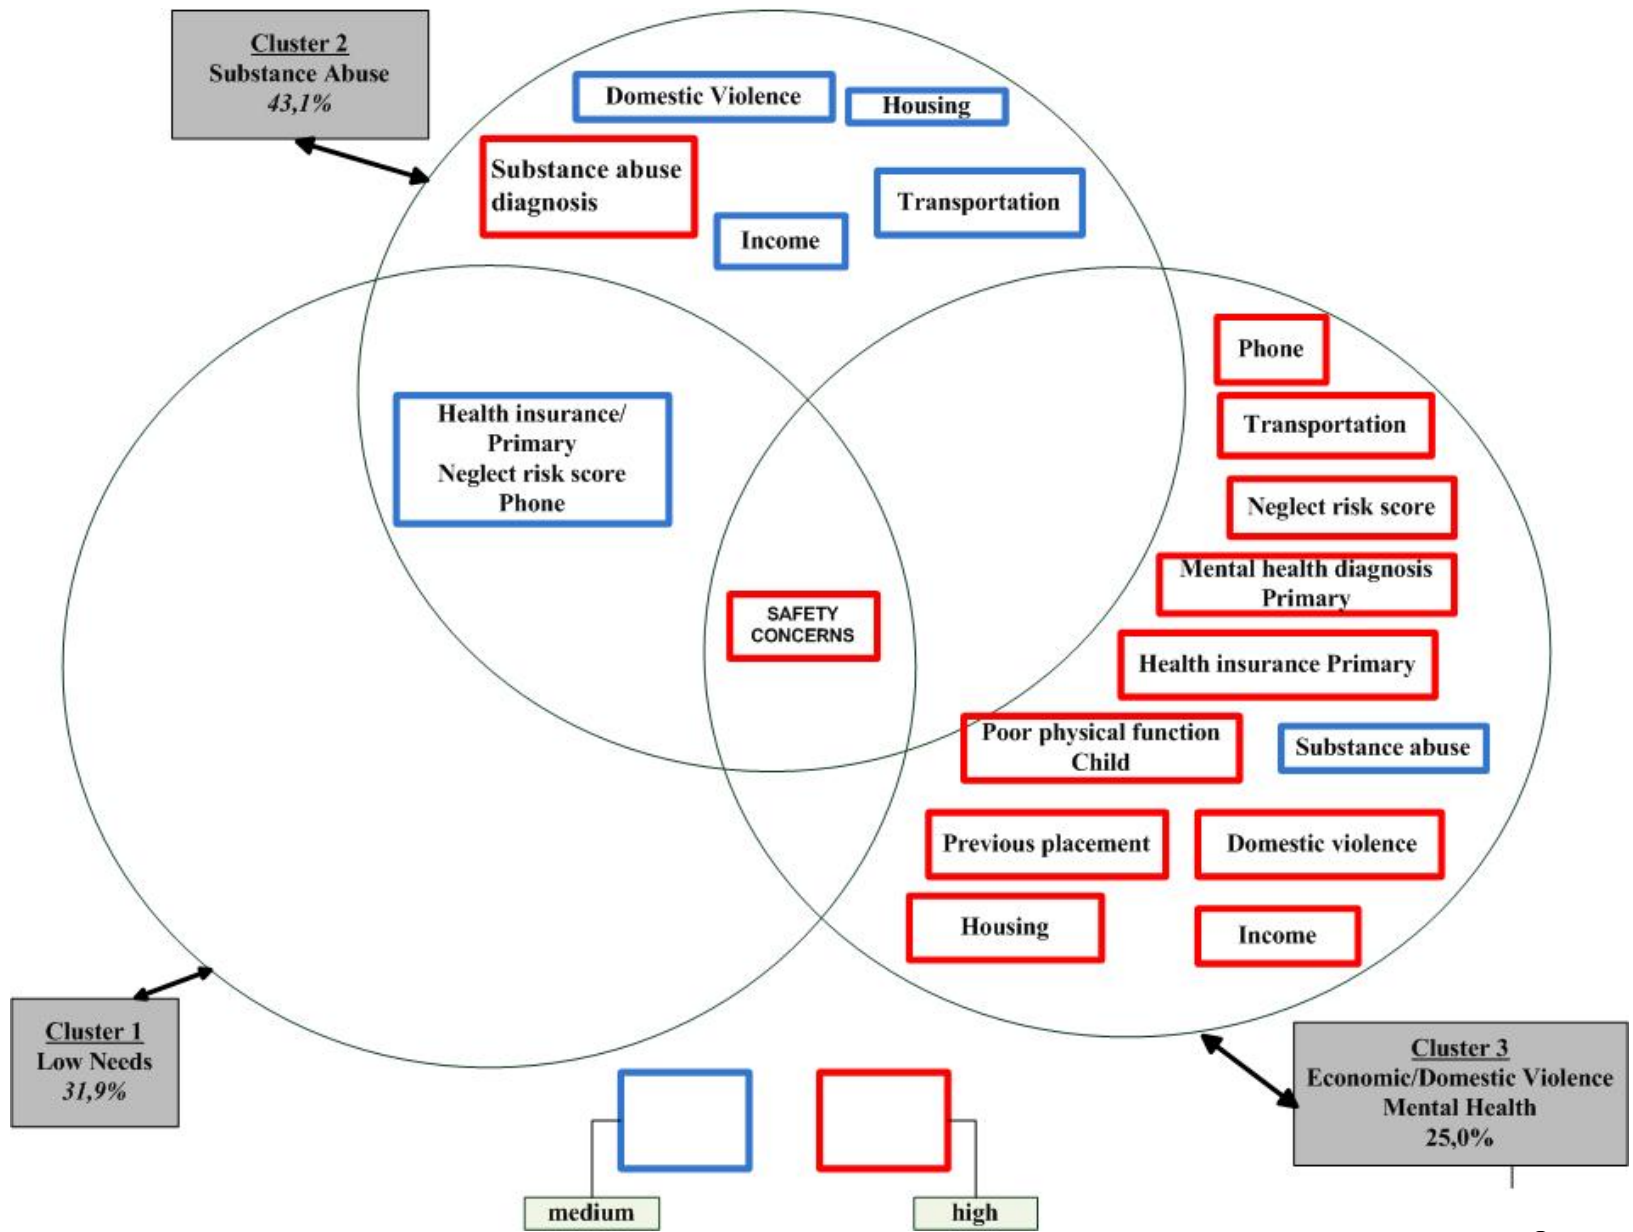 Cluster 2
Substance Abuse
43,1%
Domestic Violence
Housing
Substance abuse
diagnosis
Transportation
Income
Phone
Transportation
Health insurance/
Primary
Neglect risk score
Phone
Neglect risk score
Mental health diagnosis
Primary
SAFETY
CONCERNS
Health insurance Primary
Poor physical function
Child
Substance abuse
Previous placement
Domestic violence
Housing
Income
Cluster 1
Low Needs
31,9%
Cluster 3
Economic/Domestic Violence
Mental Health
25,0%
medium
high